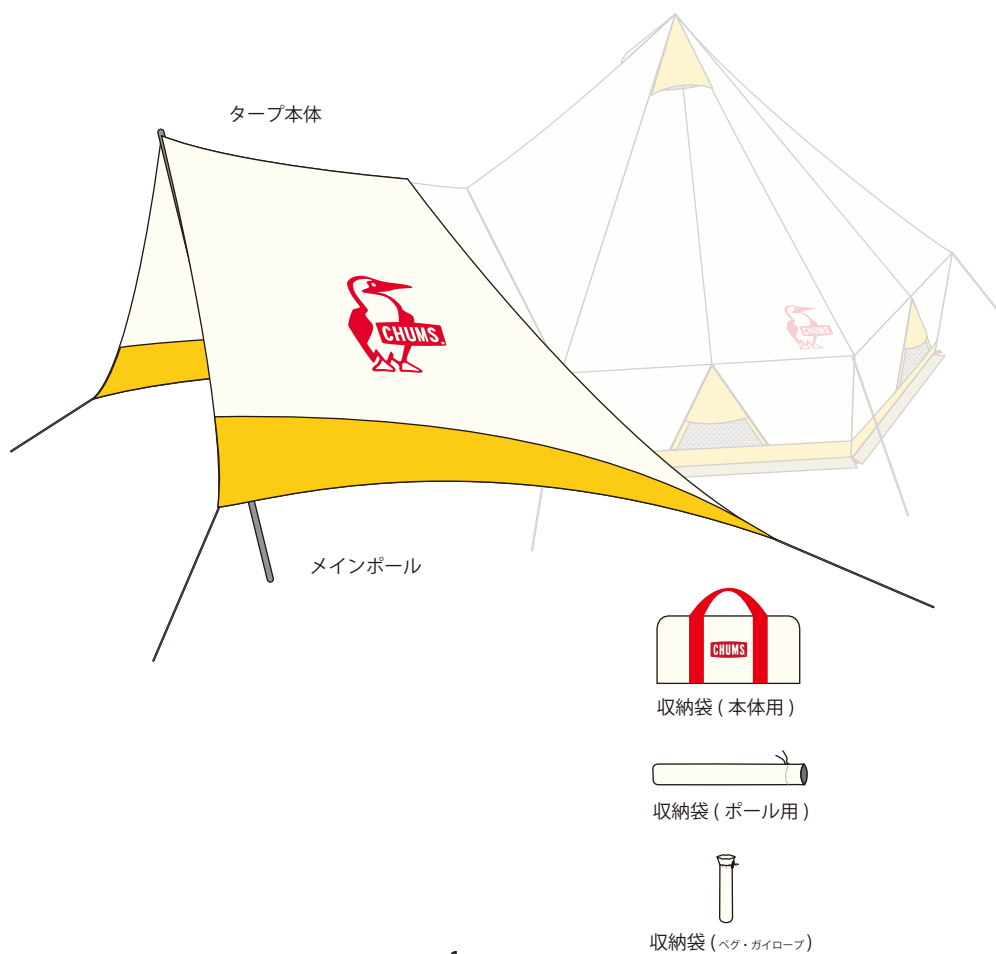 タープ本体
CHUMS
CHUMS
メインポール
CHUMS
収納袋 ( 本体用 )
収納袋 ( ポール用 )
収納袋 (ペグ・ガイロープ)